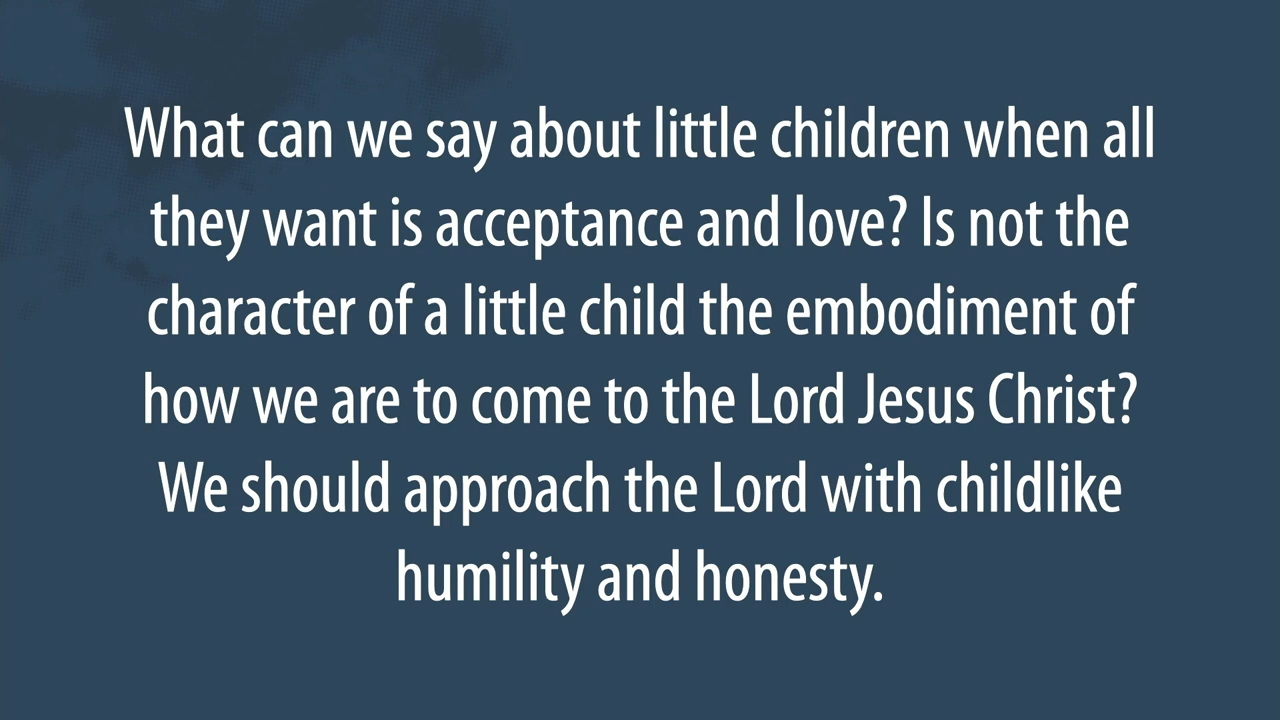 What can we say about little children when all
they want is acceptance and love? Is not the
character of a little child the embodiment of
how we are to come to the Lord Jesus Christ?
We should approach the Lord with childlike
humility and honesty.